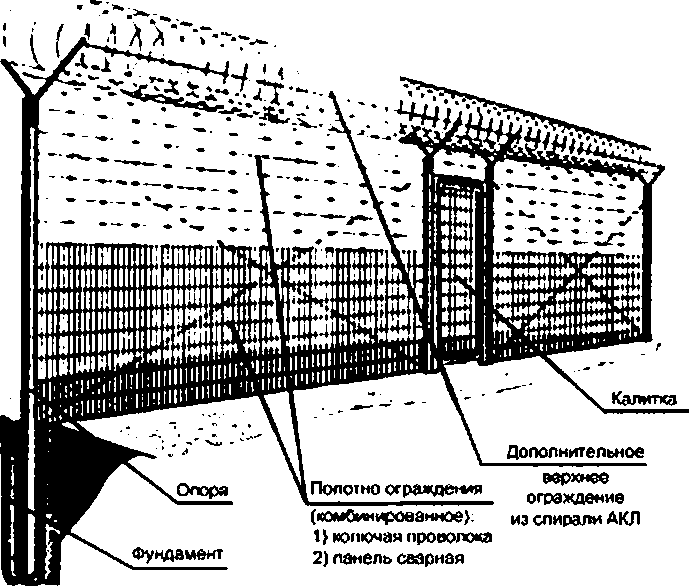 Калитка
Дополнительное
верхнее
ограждение
из спирали АКЛ
Опора
Полотно ограждения
(комбинированное):
1) колючая проволока
2) панель сварная
Фундамент